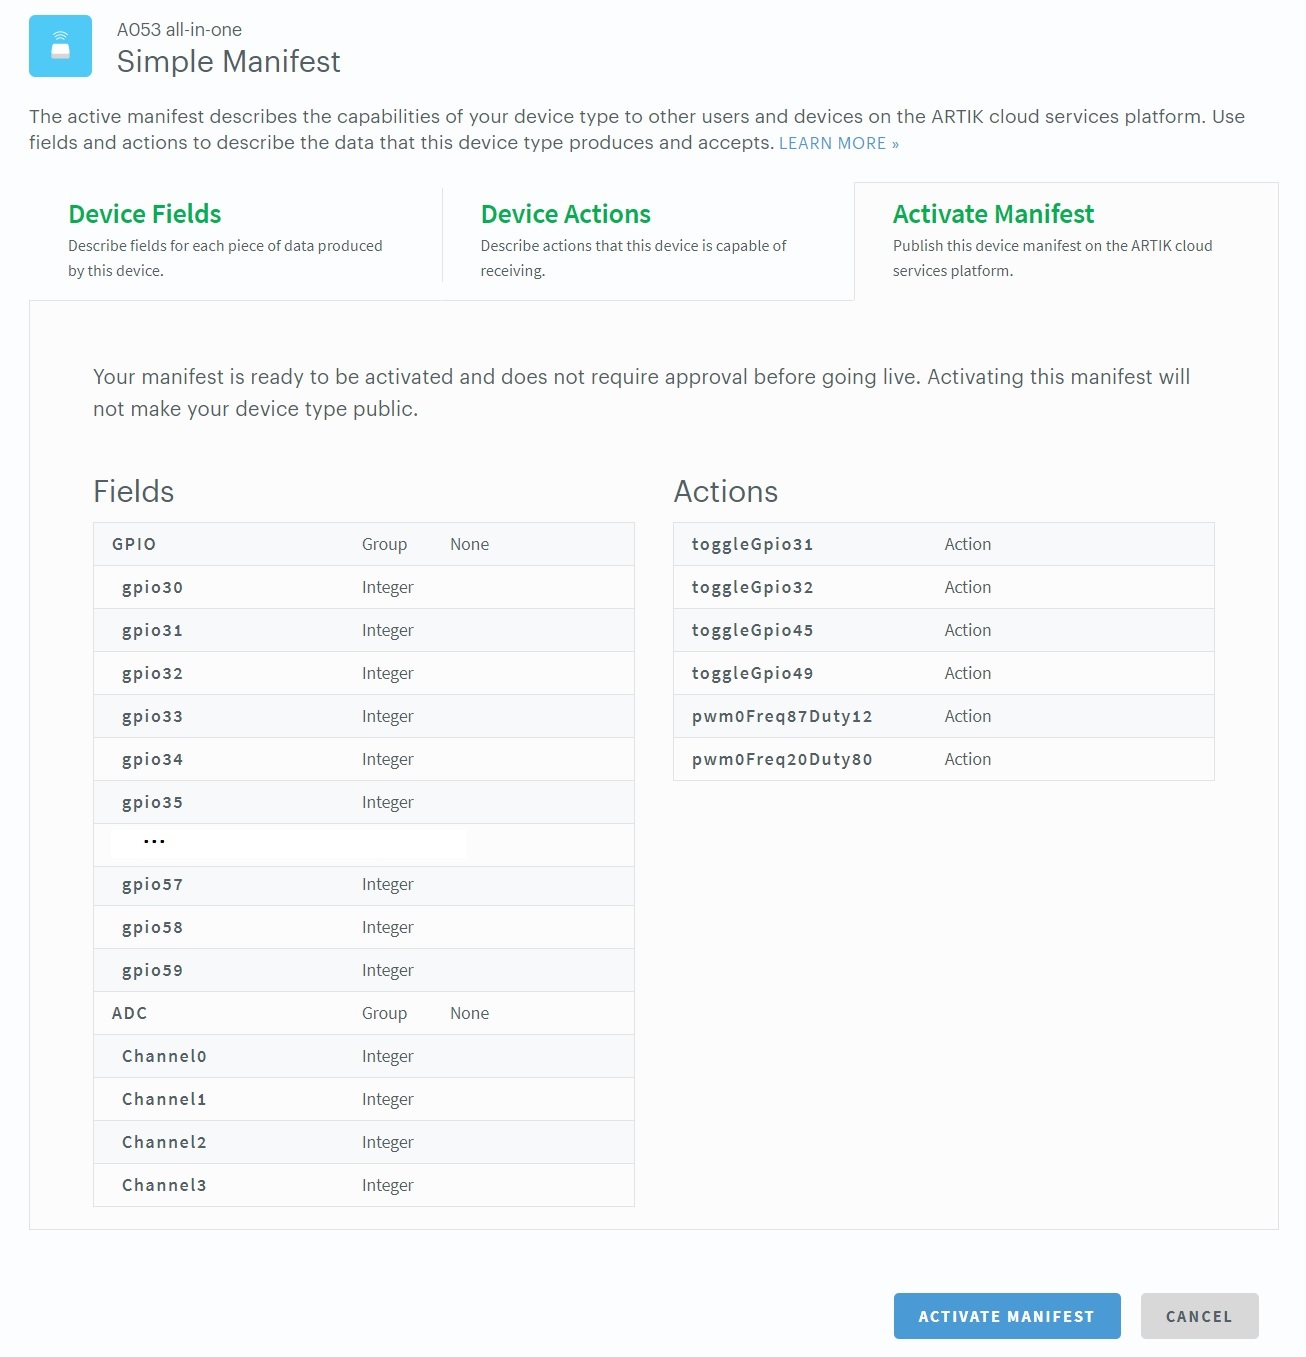 A053 all-in-one
Simple Manifest
The active manifest describes the capabilities of your device type to other users and devices on the ARTIK cloud services platform. Use
fields and actions to describe the data that this device type produces and accepts. LEARN MORE »
Device Fields
Describe fields for each piece of data produced
by this device.
Device Actions
Describe actions that this device is capable of
receiving.
Activate Manifest
Publish this device manifest on the ARTIK cloud
services platform.
Your manifest is ready to be activated and does not require approval before going live. Activating this manifest will
not make your device type public.
Fields
GPIO Group None
gpio30 Integer
gpio31 Integer
gpio32 Integer
gpio33 Integer
gpio34 Integer
gpio35 Integer
...
gpio57 Integer
gpio58 Integer
gpio59 Integer
ADC Group None
Channel0 Integer
Channel1 Integer
Channel2 Integer
Channel3 Integer
Actions
toggleGpio31 Action
toggleGpio32 Action
toggleGpio45 Action
toggleGpio49 Action
pwm0Freq87Duty12 Action
pwm0Freq20Duty80 Action
ACTIVATE MANIFEST
CANCEL